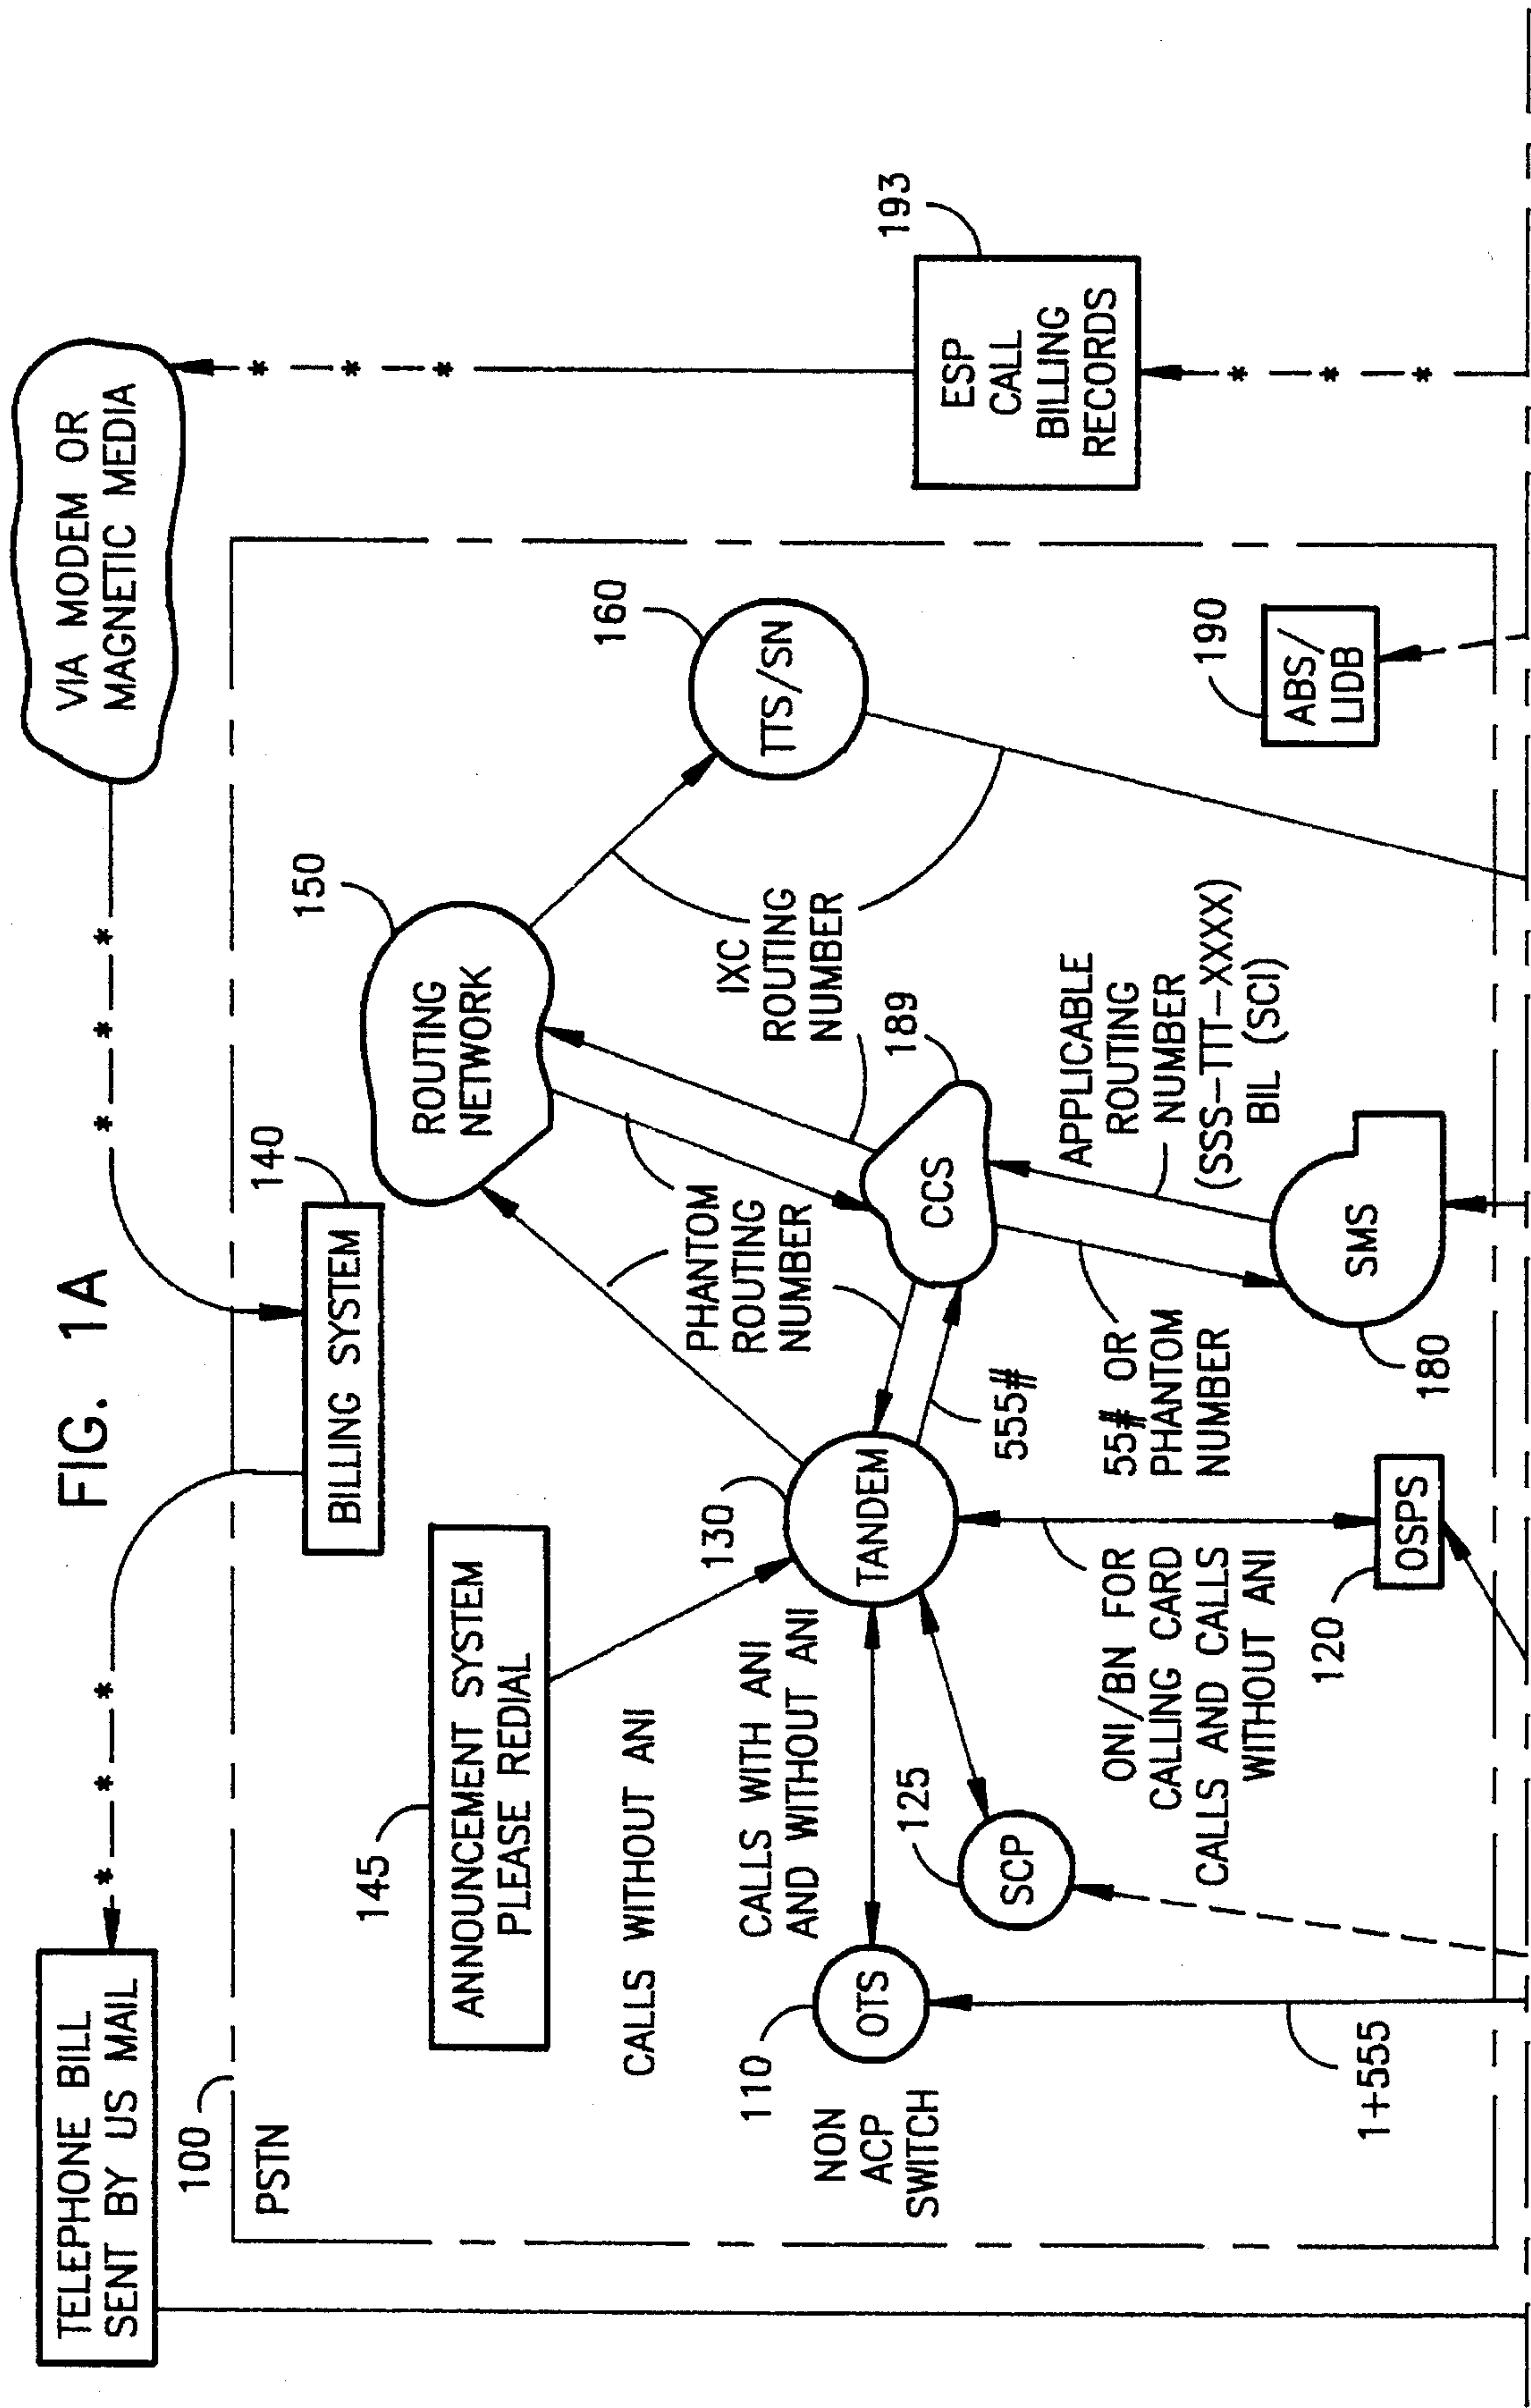 FIG. 1A
TELEPHONE BILL
SENT BY US MAIL
VIA MODEM OR
MAGNETIC MEDIA
100
PSTN
140
BILLING SYSTEM
145
ANNOUNCEMENT SYSTEM
PLEASE REDIAL
150
ROUTING
NETWORK
160
TTS/SN
193
ESP
CALL
BILLING
RECORDS
CALLS WITHOUT ANI
130
TANDEM
PHANTOM
ROUTING
NUMBER
IXC
ROUTING
NUMBER
CALLS WITH ANI
AND WITHOUT ANI
110
OTS
NON
ACP
SWITCH
125
SCP
555#
189
CCS
ONI/BN FOR
CALLING CARD
CALLS AND CALLS
WITHOUT ANI
55# OR
PHANTOM
NUMBER
APPLICABLE
ROUTING
NUMBER
(SSS-TTT-XXXX)
BIL (SCI)
190
ABS/
LIDB
1+555
120
OSPS
180
SMS